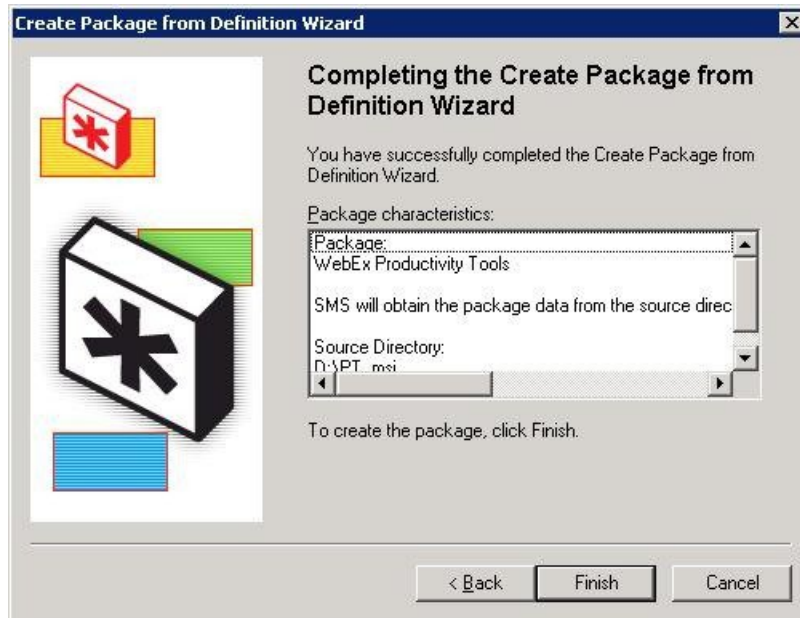 Create Package from Definition Wizard
Completing the Create Package from
Definition Wizard
You have successfully completed the Create Package from
Definition Wizard.
Package characteristics:
Package:
WebEx Productivity Tools
SMS will obtain the package data from the source direc
Source Directory:
D:\PT_msi
To create the package, click Finish.
< Back
Finish
Cancel